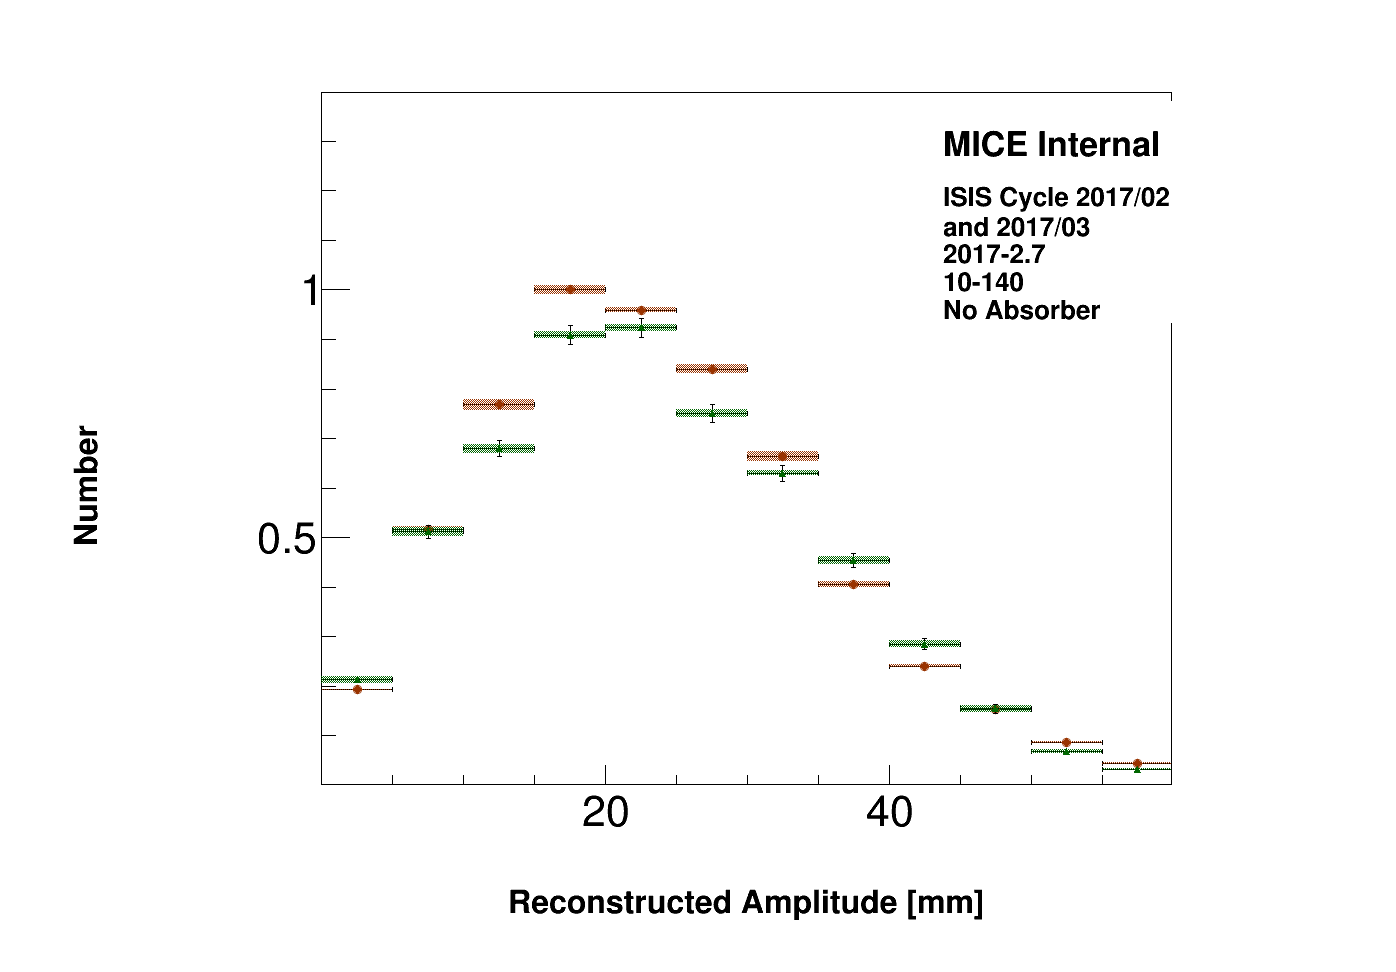 MICE Internal
ISIS Cycle 2017/02
and 2017/03
2017-2.7
10-140
No Absorber
1
0.5
Number
20 40
Reconstructed Amplitude [mm]